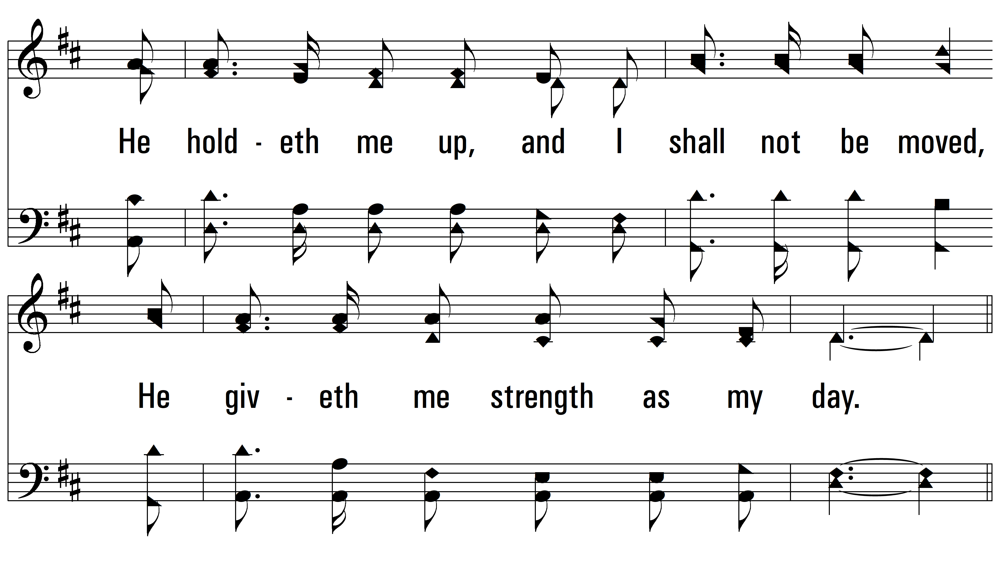 He hold - eth me up, and I shall not be moved,
He giv - eth me strength as my day.